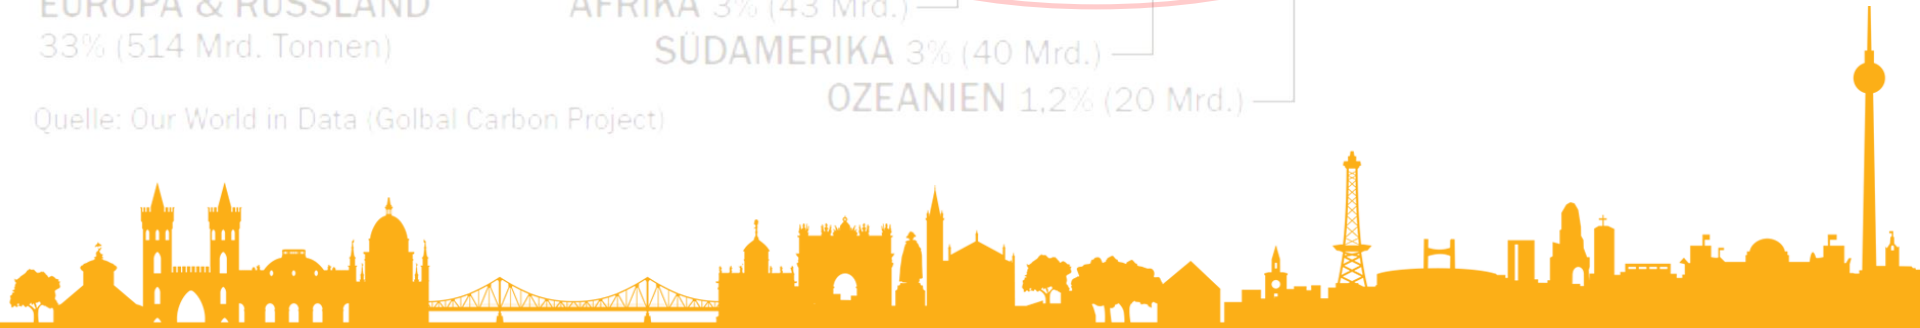 EUROPA & RUSSLAND
33% (514 Mrd. Tonnen)
AFRIKA 3% (43 Mrd.)
SÜDAMERIKA 3% (40 Mrd.)
OZEANIEN 1,2% (20 Mrd.)
Quelle: Our World in Data (Golbal Carbon Project)